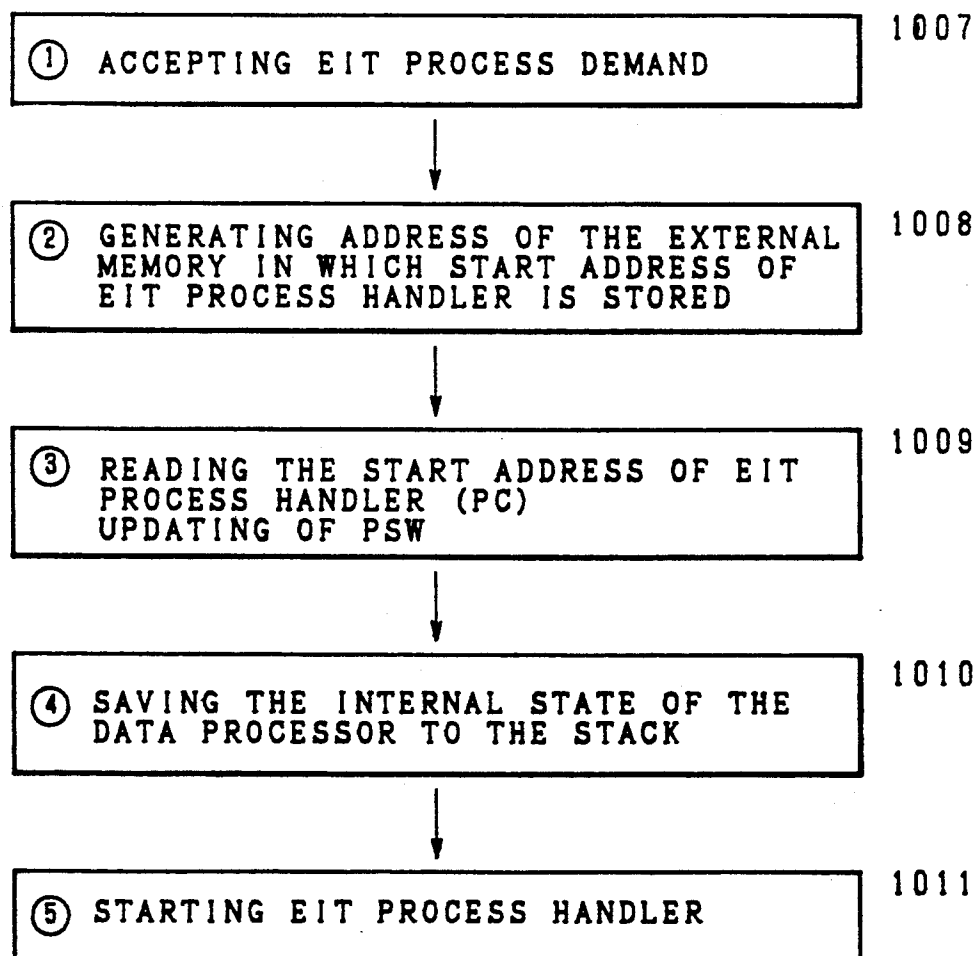 1007
① ACCEPTING EIT PROCESS DEMAND
1008
② GENERATING ADDRESS OF THE EXTERNAL
MEMORY IN WHICH START ADDRESS OF
EIT PROCESS HANDLER IS STORED
1009
③ READING THE START ADDRESS OF EIT
PROCESS HANDLER (PC)
UPDATING OF PSW
1010
④ SAVING THE INTERNAL STATE OF THE
DATA PROCESSOR TO THE STACK
1011
⑤ STARTING EIT PROCESS HANDLER